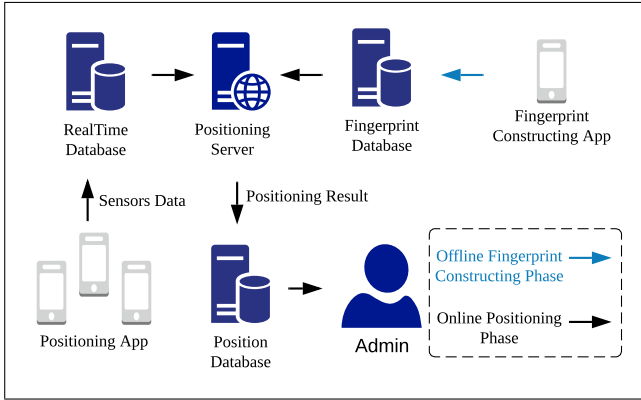 RealTime
Database
Positioning
Server
Fingerprint
Database
Fingerprint
Constructing App
Sensors Data
Positioning Result
Positioning App
Position
Database
Admin
Offline Fingerprint
Constructing Phase
Online Positioning
Phase